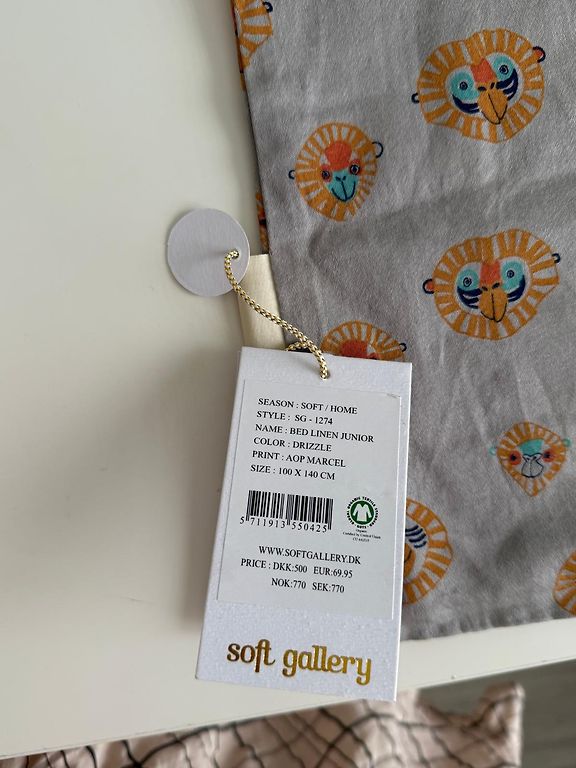 SEASON : SOFT / HOME
STYLE : SG - 1274
NAME : BED LINEN JUNIOR
COLOR : DRIZZLE
PRINT : AOP MARCEL
SIZE : 100 X 140 CM
5 711913 550425
WWW.SOFTGALLERY.DK
PRICE : DKK:500 EUR:69.95
NOK:770 SEK:770
soft gallery